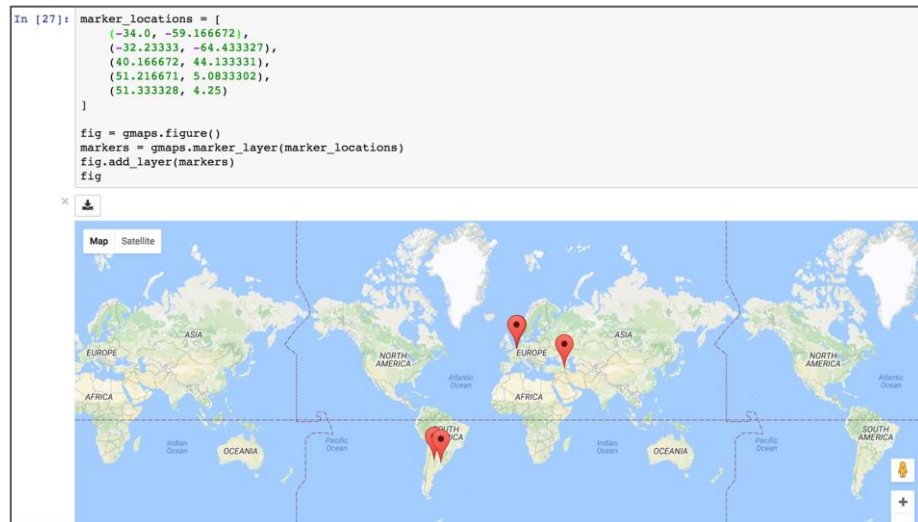 In [27]: marker_locations = [
(-34.0, -59.166672),
(-32.23333, -64.433327),
(40.166672, 44.133331),
(51.216671, 5.0833302),
(51.333328, 4.25)
]
fig = gmaps.figure()
markers = gmaps.marker_layer(marker_locations)
fig.add_layer(markers)
fig
×
Map Satellite
ASIA
EUROPE
NORTH
AMERICA
Atlantic
Ocean
AFRICA
Indian
Ocean
OCEANIA
Pacific
Ocean
SOUTH
AMERICA
EUROPE
ASIA
AFRICA
Indian
Ocean
OCEANIA
Pacific
Ocean
NORTH
AMERICA
Atlantic
Ocean
SOUTH
AMERICA
+